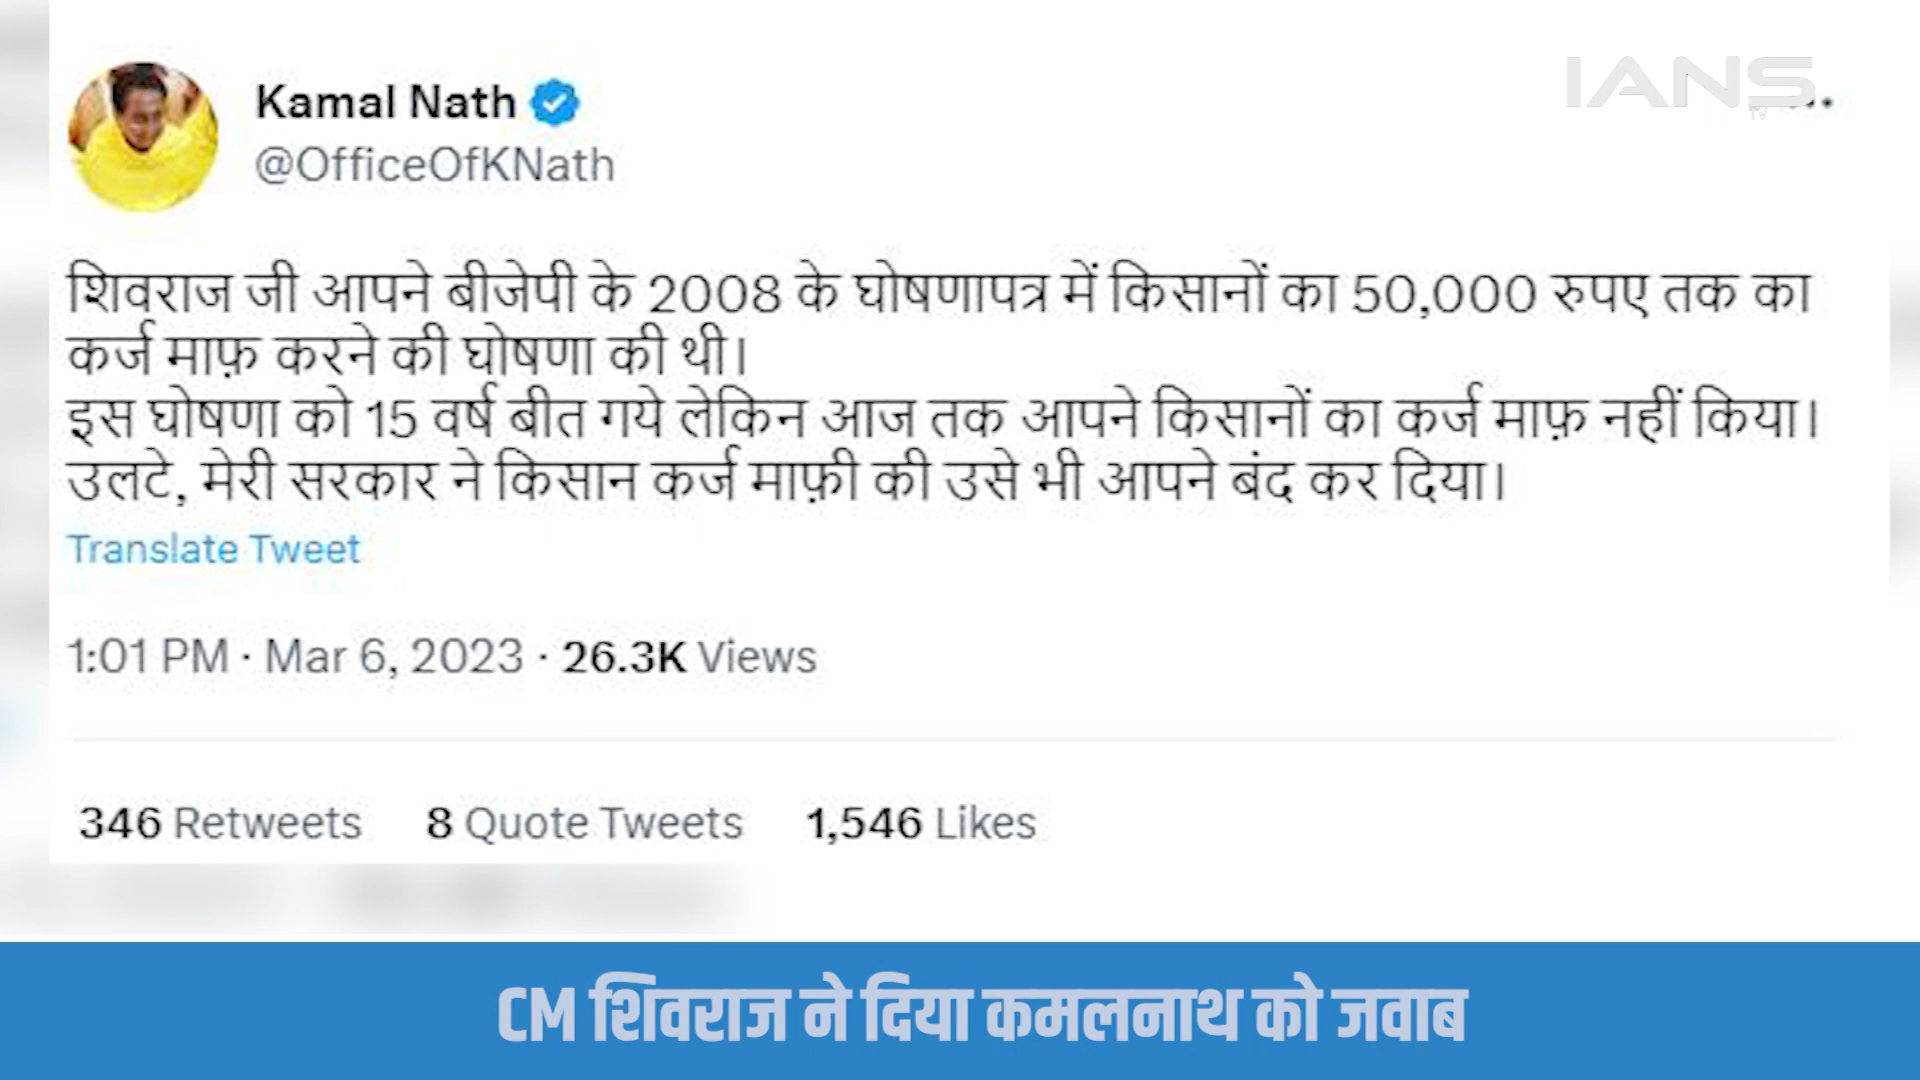 Kamal Nath
IANS
TV
@OfficeOfKNath
शिवराज जी आपने बीजेपी के 2008 के घोषणापत्र में किसानों का 50,000 रुपए तक का
कर्ज माफ़ करने की घोषणा की थी।
इस घोषणा को 15 वर्ष बीत गये लेकिन आज तक आपने किसानों का कर्ज माफ़ नहीं किया।
उलटे, मेरी सरकार ने किसान कर्ज माफ़ी की उसे भी आपने बंद कर दिया।
Translate Tweet
1:01 PM · Mar 6, 2023 · 26.3K Views
346 Retweets 8 Quote Tweets 1,546 Likes
CM शिवराज ने दिया कमलनाथ को जवाब